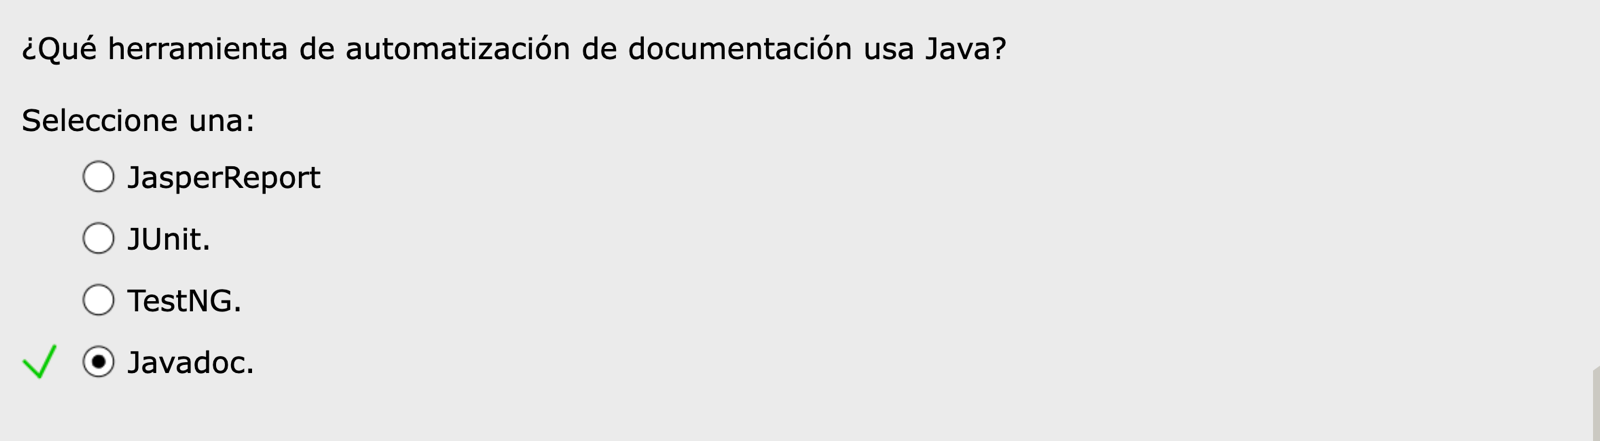 ¿Qué herramienta de automatización de documentación usa Java?
Seleccione una:
JasperReport
JUnit.
TestNG.
Javadoc.